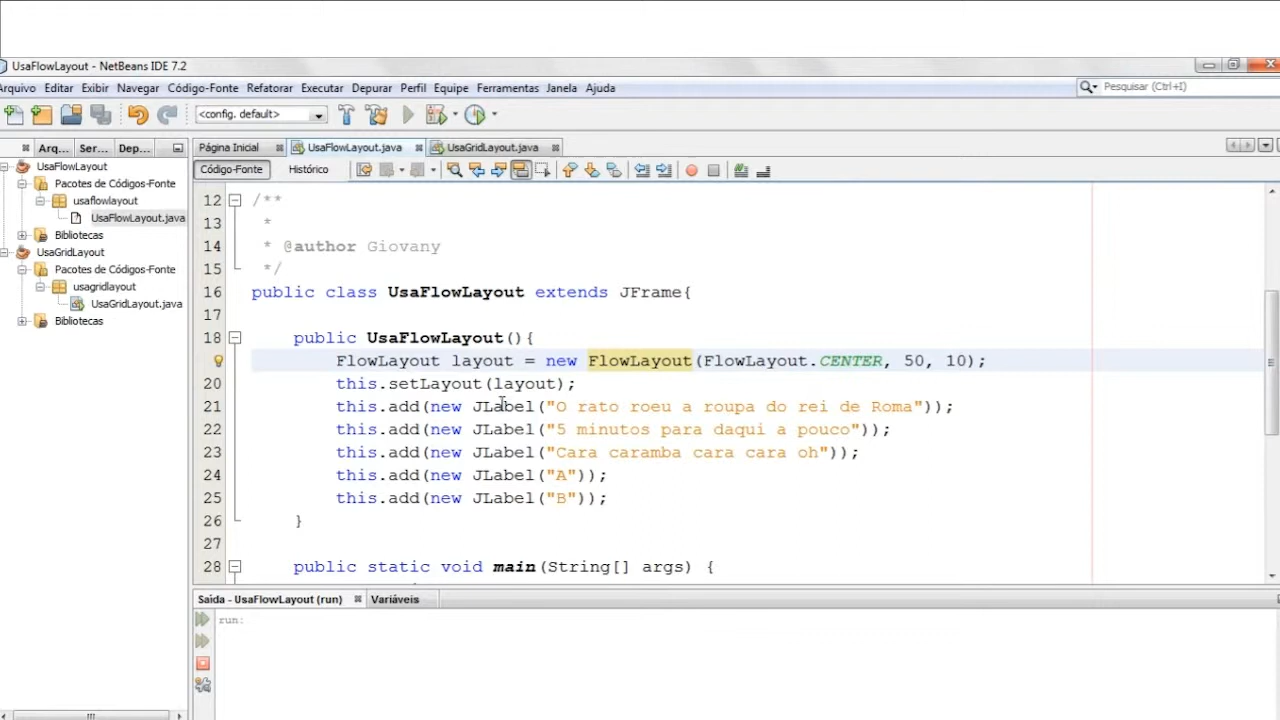 UsaFlowLayout - NetBeans IDE 7.2
Arquivo Editar Exibir Navegar Código-Fonte Refatorar Executar Depurar Perfil Equipe Ferramentas Janela Ajuda
Pesquisar (Ctrl+I)
<config. default>
Arq... Ser... Dep...
Página Inicial UsaFlowLayout.java UsaGridLayout.java
Código-Fonte Histórico
UsaFlowLayout
Pacotes de Códigos-Fonte
usaflowlayout
UsaFlowLayout.java
Bibliotecas
UsaGridLayout
Pacotes de Códigos-Fonte
usagridlayout
UsaGridLayout.java
Bibliotecas
12 /**
13 *
14 * @author Giovany
15 */
16 public class UsaFlowLayout extends JFrame{
17
18 public UsaFlowLayout(){
FlowLayout layout = new FlowLayout(FlowLayout.CENTER, 50, 10);
20 this.setLayout(layout);
21 this.add(new JLabel("O rato roeu a roupa do rei de Roma"));
22 this.add(new JLabel("5 minutos para daqui a pouco"));
23 this.add(new JLabel("Cara caramba cara cara oh"));
24 this.add(new JLabel("A"));
25 this.add(new JLabel("B"));
26 }
27
28 public static void main(String[] args) {
Saída - UsaFlowLayout (run) Variáveis
run: